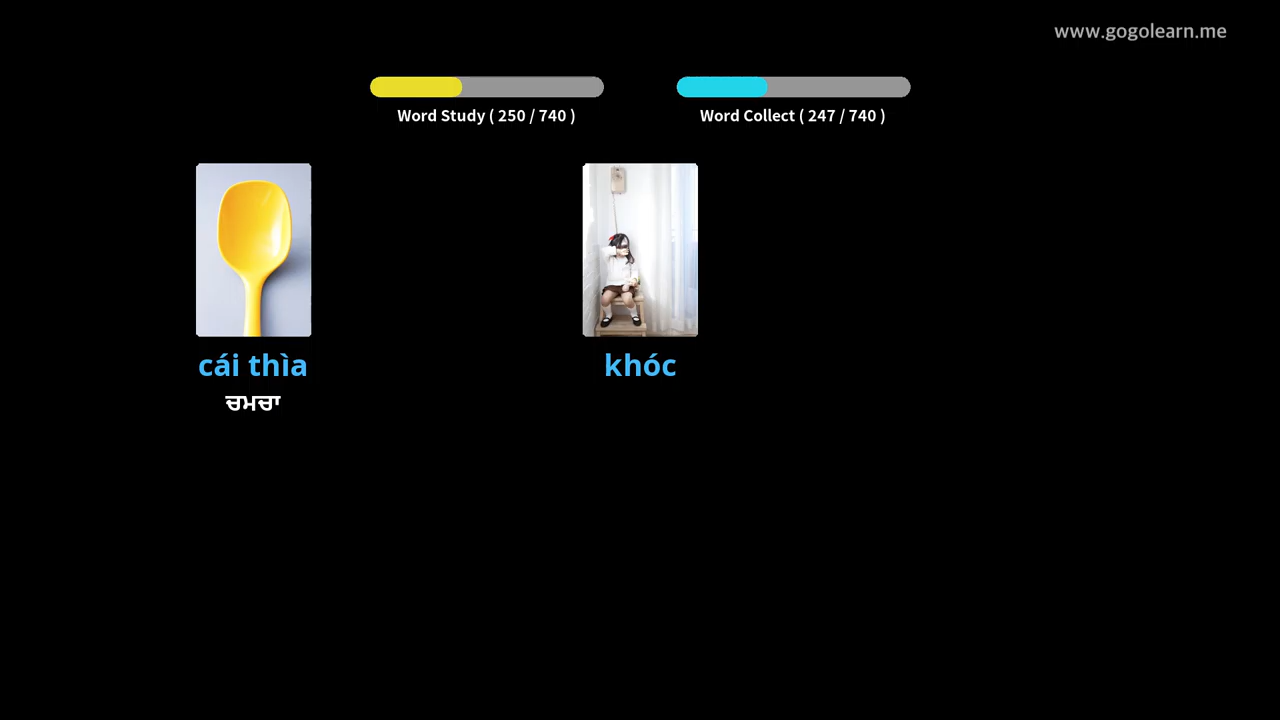 www.gogolearn.me
Word Study ( 250 / 740 )
Word Collect ( 247 / 740 )
cái thìa
ਚਮਚਾ
khóc